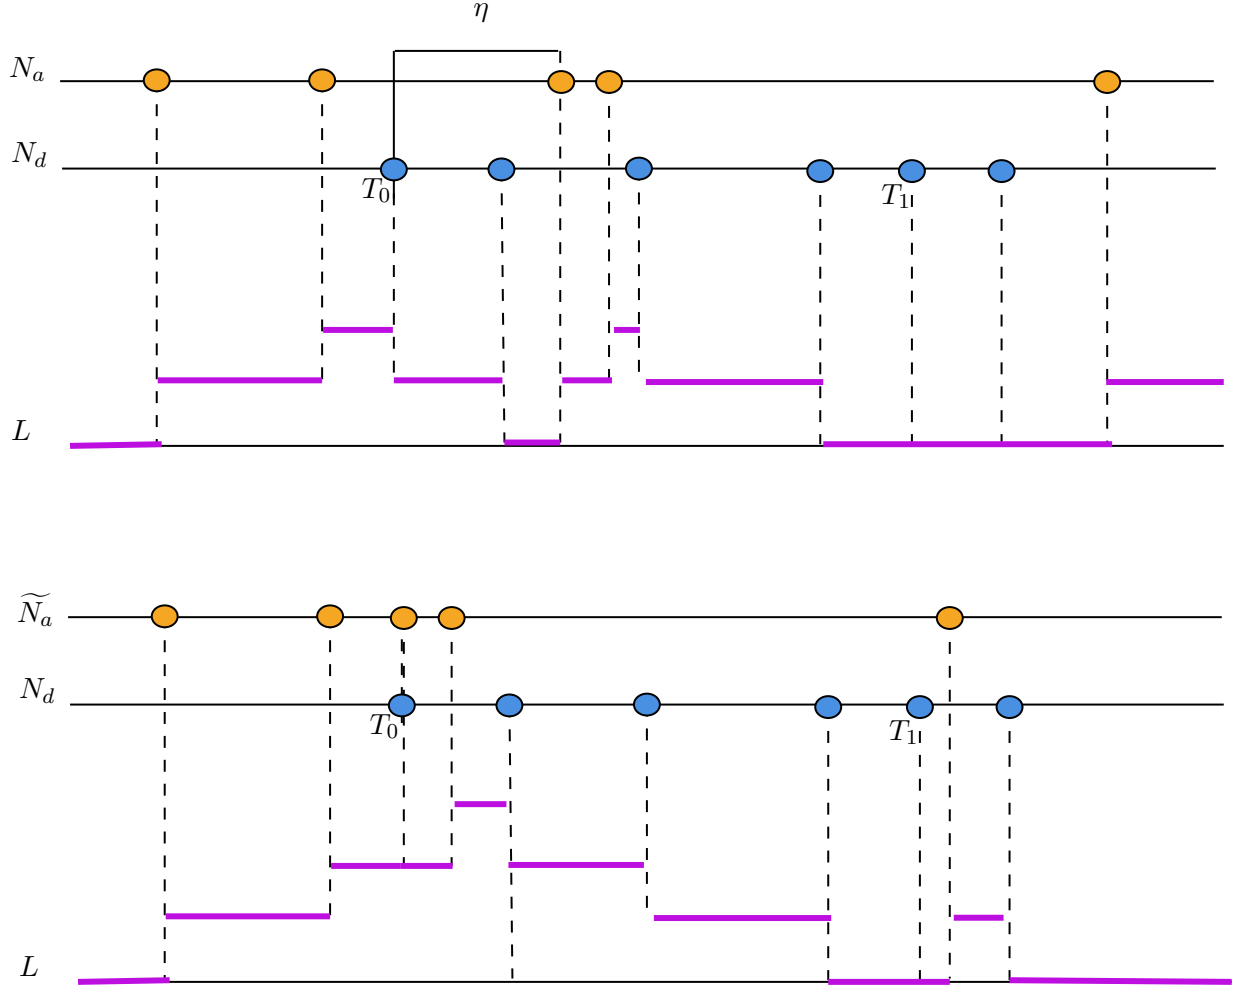 η
N_a
N_d
T_0
T_1
L
\widetilde{N_a}
N_d
T_0
T_1
L